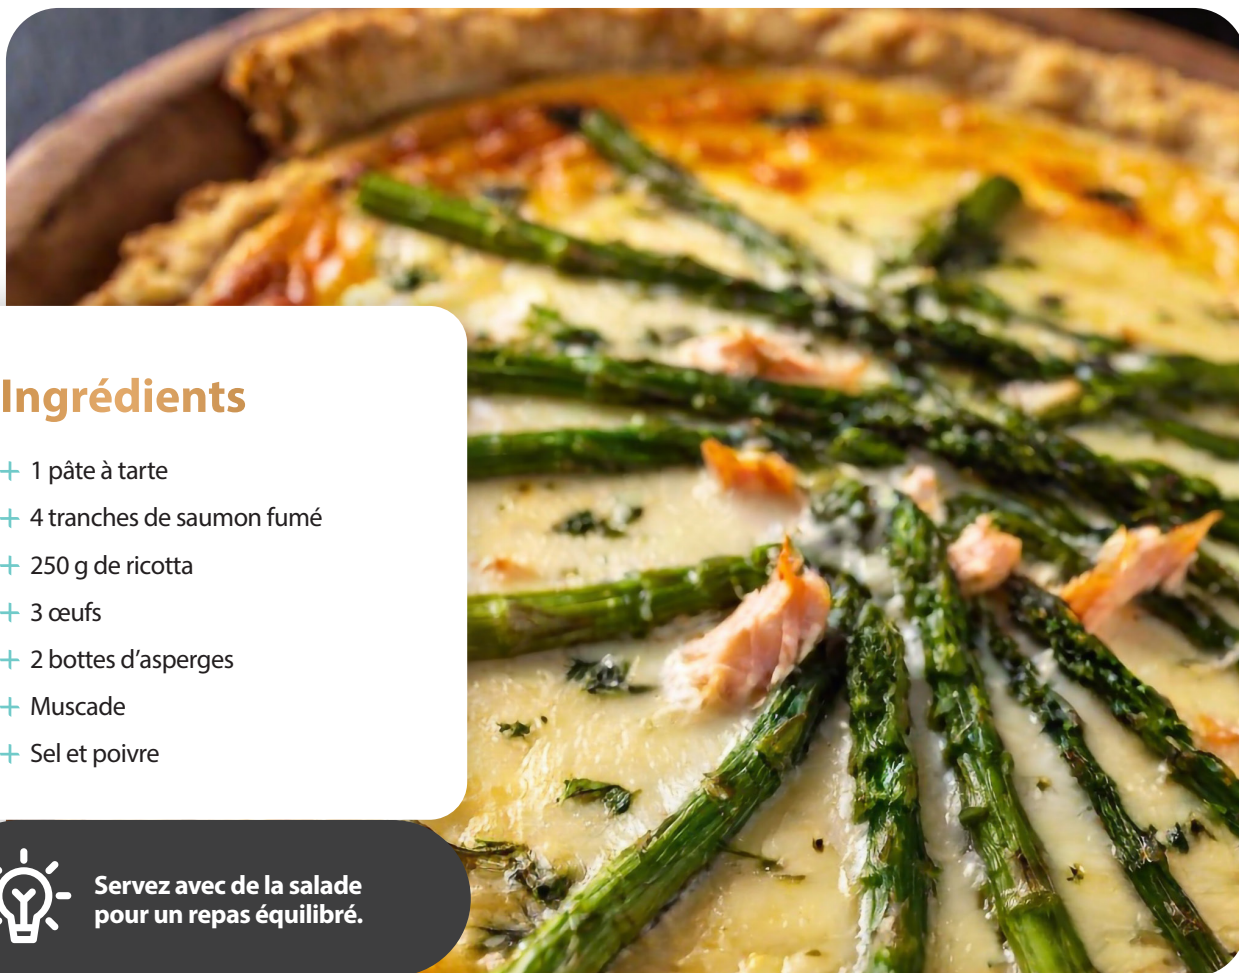 Ingrédients
1 pâte à tarte
4 tranches de saumon fumé
250 g de ricotta
3 œufs
2 bottes d’asperges
Muscade
Sel et poivre
Servez avec de la salade
pour un repas équilibré.